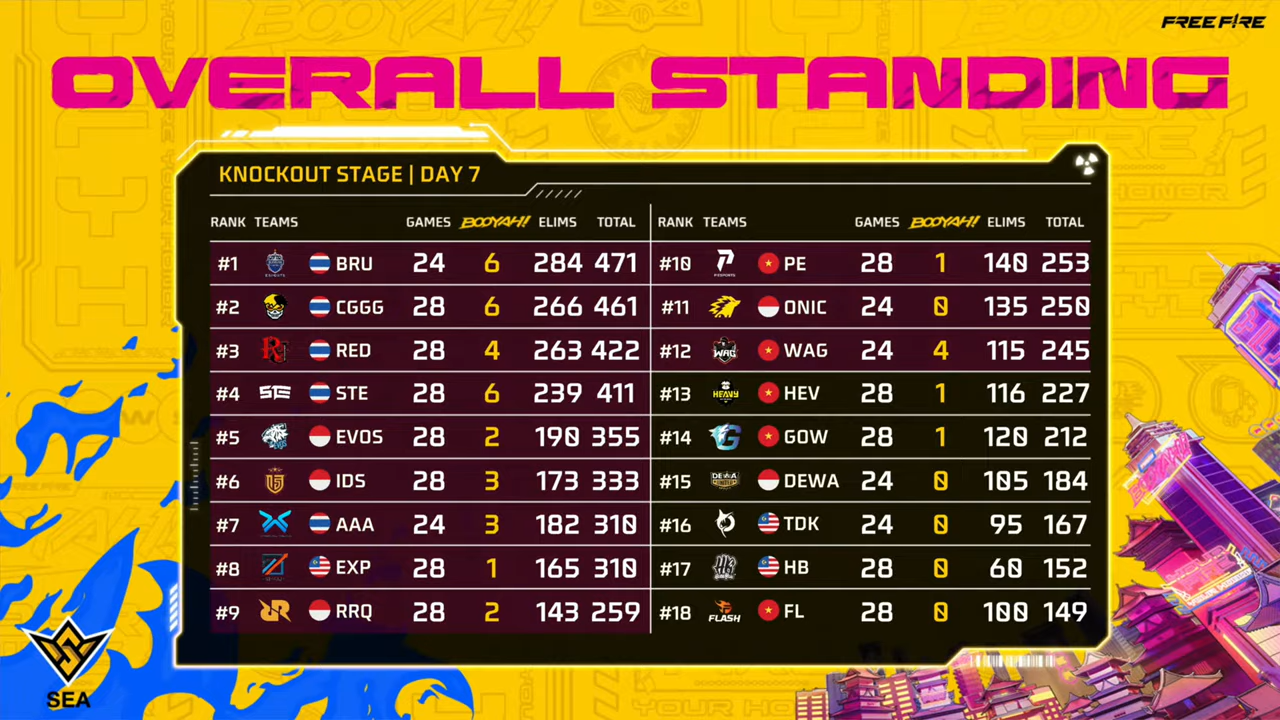 FREE FIRE
OVERALL STANDING
KNOCKOUT STAGE | DAY 7
RANK TEAMS GAMES BOOYAH! ELIMS TOTAL
#1 BRU 24 6 284 471
#2 CGGG 28 6 266 461
#3 RED 28 4 263 422
#4 STE 28 6 239 411
#5 EVOS 28 2 190 355
#6 IDS 28 3 173 333
#7 AAA 24 3 182 310
#8 EXP 28 1 165 310
#9 RRQ 28 2 143 259
RANK TEAMS GAMES BOOYAH! ELIMS TOTAL
#10 PE 28 1 140 253
#11 ONIC 24 0 135 250
#12 WAG 24 4 115 245
#13 HEAVY HEV 28 1 116 227
#14 GOW 28 1 120 212
#15 DEWA DEWA 24 0 105 184
#16 TDK 24 0 95 167
#17 HB 28 0 60 152
#18 FLASH FL 28 0 100 149
SEA